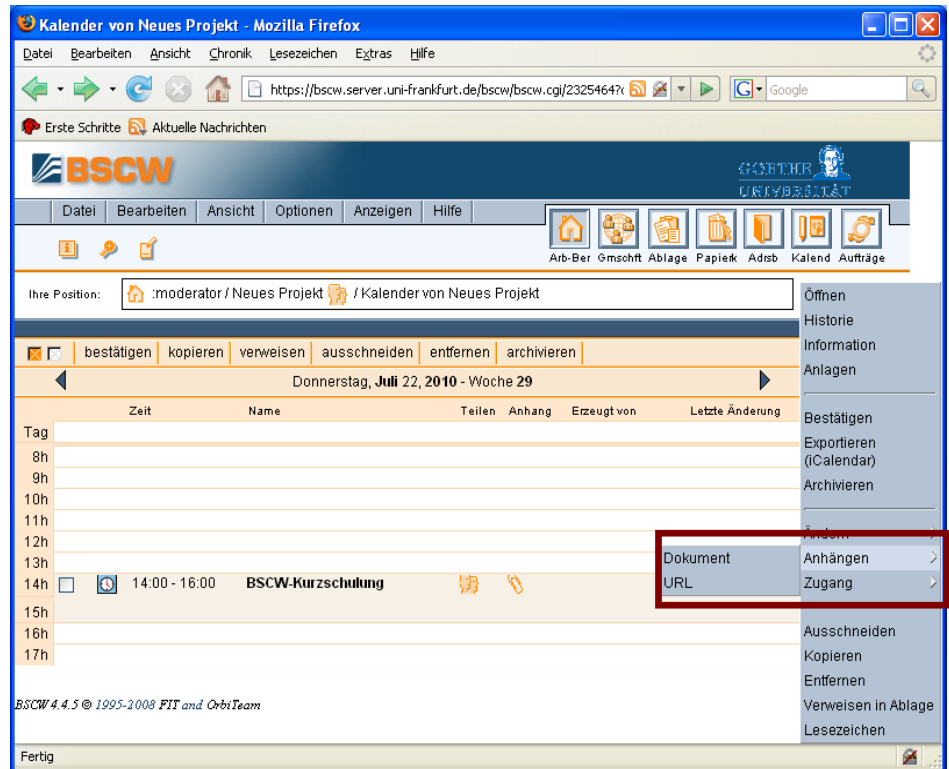 Kalender von Neues Projekt - Mozilla Firefox
Datei Bearbeiten Ansicht Chronik Lesezeichen Extras Hilfe
https://bscw.server.uni-frankfurt.de/bscw/bscw.cgi/2325464?( G Google
Erste Schritte Aktuelle Nachrichten
BSCW
GOETHE
UNIVERSITÄT
Datei Bearbeiten Ansicht Optionen Anzeigen Hilfe
Arb-Ber Gmschft Ablage Papierk Adrsb Kalend Aufträge
Ihre Position: :moderator / Neues Projekt / Kalender von Neues Projekt
bestätigen kopieren verweisen ausschneiden entfernen archivieren
Donnerstag, Juli 22, 2010 - Woche 29
Zeit Name Teilen Anhang Erzeugt von Letzte Änderung
Tag
8h
9h
10h
11h
12h
13h
14h 14:00 - 16:00 BSCW-Kurzschulung
15h
16h
17h
Öffnen
Historie
Information
Anlagen
Bestätigen
Exportieren
(iCalendar)
Archivieren
Ändern
Anhängen
Dokument
URL
Zugang
Ausschneiden
Kopieren
Entfernen
Verweisen in Ablage
Lesezeichen
BSCW 4.4.5 © 1995-2008 FIT and OrbiTeam
Fertig